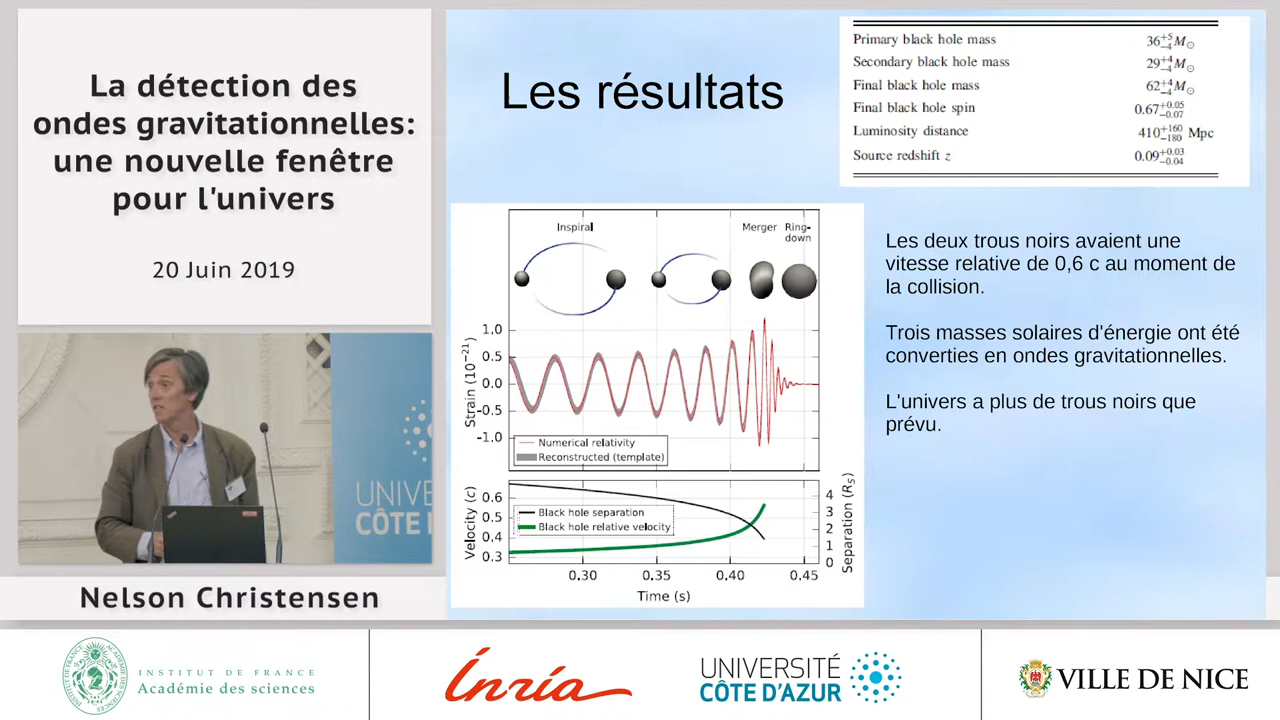 La détection des
ondes gravitationnelles:
une nouvelle fenêtre
pour l'univers
20 Juin 2019
UNIVE
CÔTE D
Nelson Christensen
Les résultats
Primary black hole mass 36+5−4 M⊙
Secondary black hole mass 29+4−4 M⊙
Final black hole mass 62+4−4 M⊙
Final black hole spin 0.67+0.05−0.07
Luminosity distance 410+160−180 Mpc
Source redshift z 0.09+0.03−0.04
Inspiral
Merger
Ring-
down
Strain (10−21)
1.0
0.5
0.0
-0.5
-1.0
Numerical relativity
Reconstructed (template)
Velocity (c)
0.6
0.5
0.4
0.3
Black hole separation
Black hole relative velocity
4
3
2
1
0
Separation (RS)
0.30 0.35 0.40 0.45
Time (s)
Les deux trous noirs avaient une
vitesse relative de 0,6 c au moment de
la collision.
Trois masses solaires d'énergie ont été
converties en ondes gravitationnelles.
L'univers a plus de trous noirs que
prévu.
INSTITUT DE FRANCE
Académie des sciences
Inria
UNIVERSITÉ
CÔTE D'AZUR
VILLE DE NICE